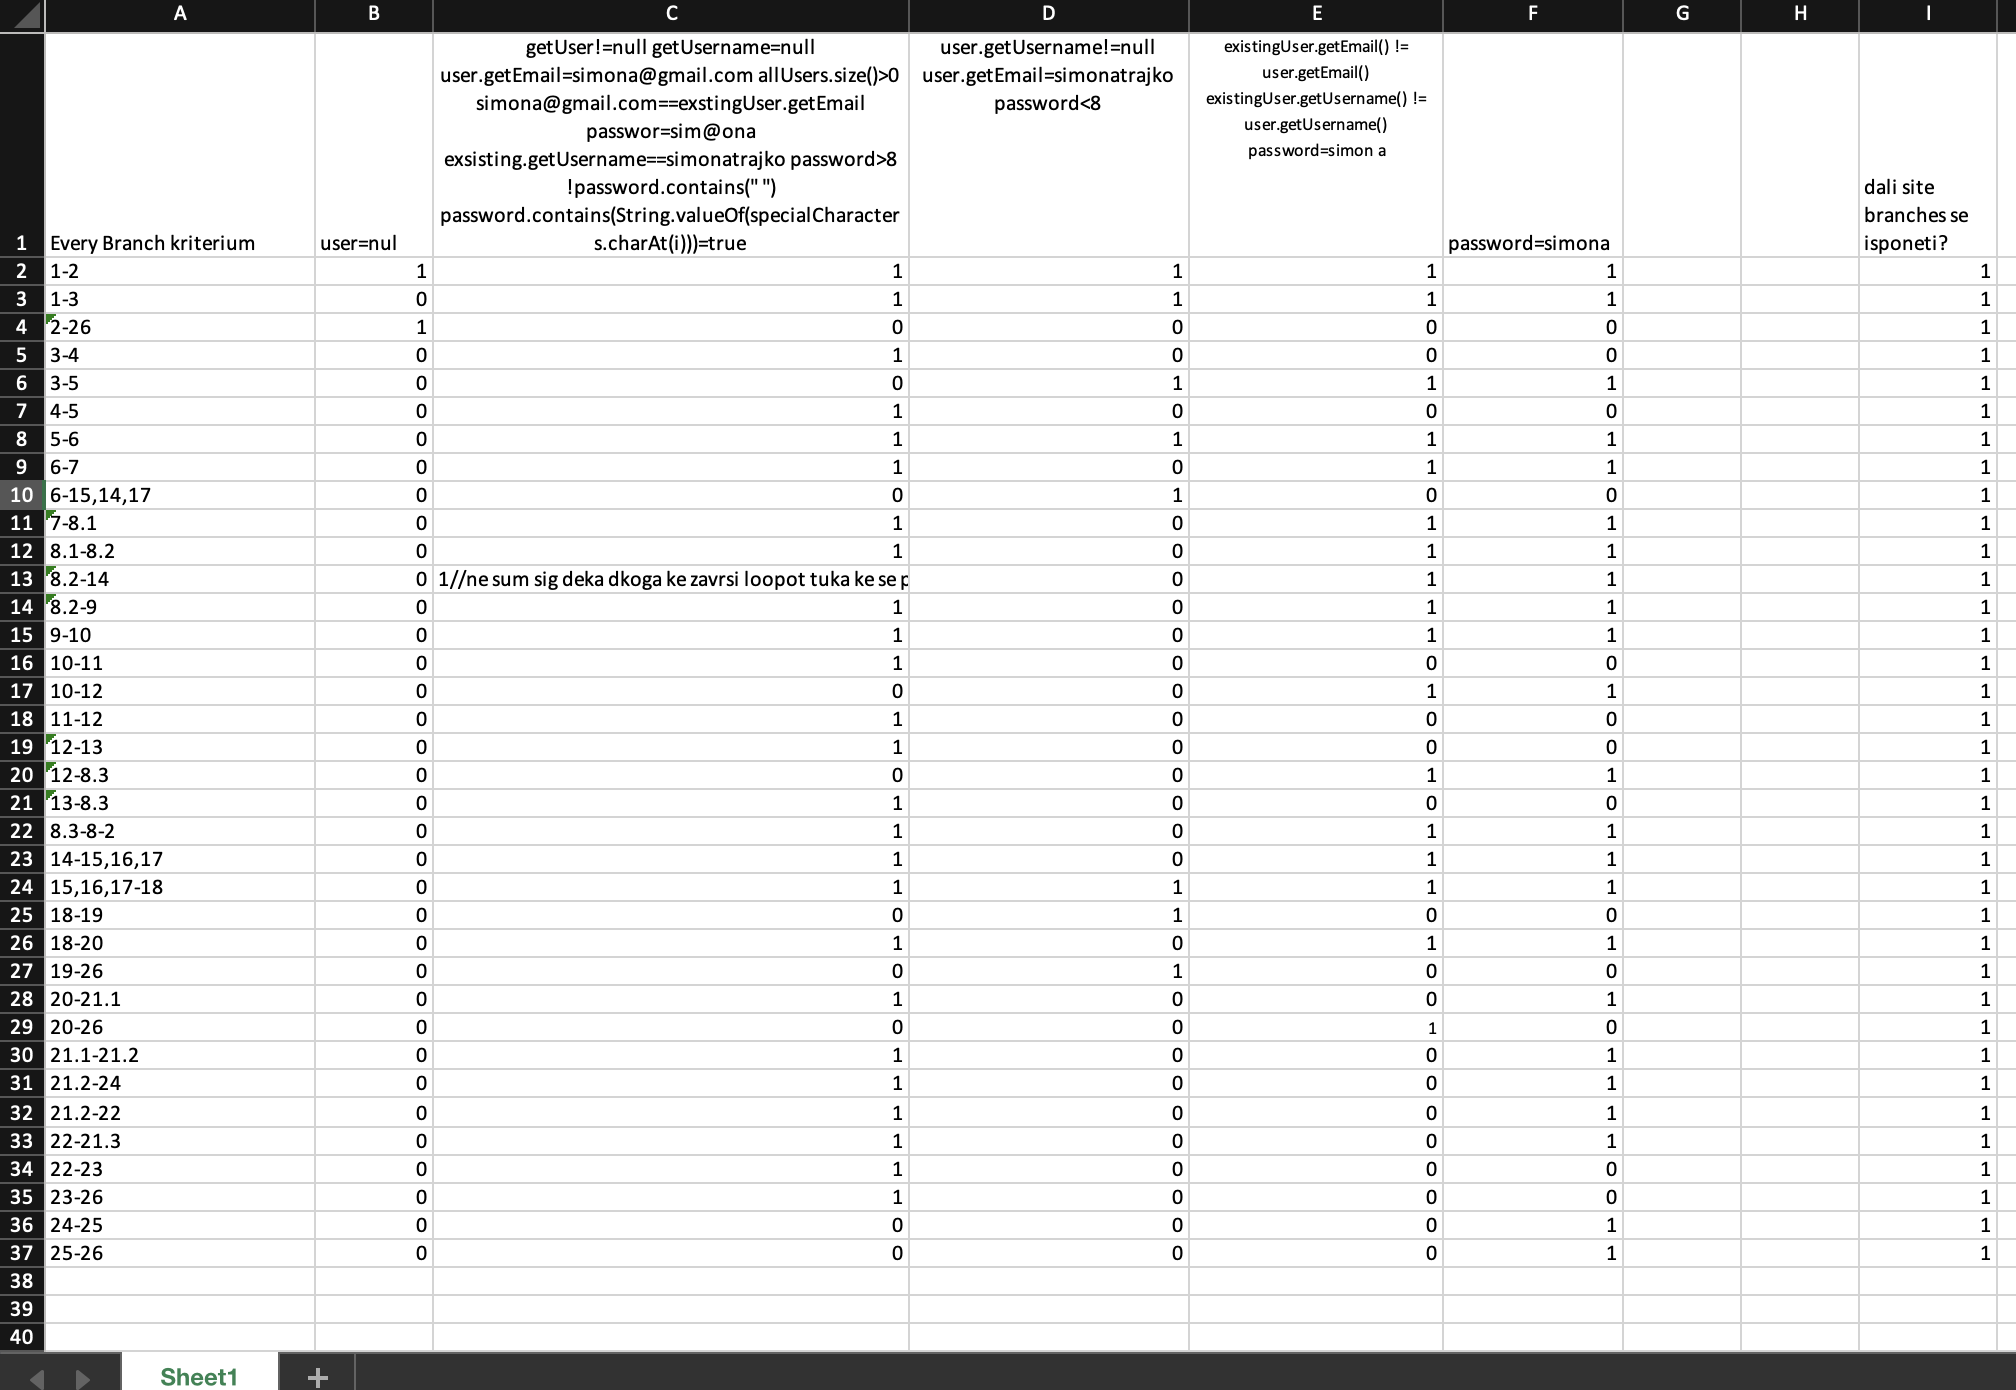 A B C D E F G H I
1 Every Branch kriterium
user=nul
getUser!=null getUsername=null
user.getEmail=simona@gmail.com allUsers.size()>0
simona@gmail.com==exstingUser.getEmail
passwor=sim@ona
exsisting.getUsername==simonatrajko password>8
!password.contains(" ")
password.contains(String.valueOf(specialCharacter
s.charAt(i)))=true
user.getUsername!=null
user.getEmail=simonatrajko
password<8
existingUser.getEmail() !=
user.getEmail()
existingUser.getUsername() !=
user.getUsername()
password=simon a
password=simona
dali site
branches se
isponeti?
2 1-2 1 1 1 1 1 1
3 1-3 0 1 1 1 1 1
4 2-26 1 0 0 0 0 1
5 3-4 0 1 0 0 0 1
6 3-5 0 0 1 1 1 1
7 4-5 0 1 0 0 0 1
8 5-6 0 1 1 1 1 1
9 6-7 0 1 0 1 1 1
10 6-15,14,17 0 0 1 0 0 1
11 7-8.1 0 1 0 1 1 1
12 8.1-8.2 0 1 0 1 1 1
13 8.2-14 0 1//ne sum sig deka dkoga ke zavrsi loopot tuka ke se p 0 1 1 1
14 8.2-9 0 1 0 1 1 1
15 9-10 0 1 0 1 1 1
16 10-11 0 1 0 0 0 1
17 10-12 0 0 0 1 1 1
18 11-12 0 1 0 0 0 1
19 12-13 0 1 0 0 0 1
20 12-8.3 0 0 0 1 1 1
21 13-8.3 0 1 0 0 0 1
22 8.3-8-2 0 1 0 1 1 1
23 14-15,16,17 0 1 0 1 1 1
24 15,16,17-18 0 1 1 1 1 1
25 18-19 0 0 1 0 0 1
26 18-20 0 1 0 1 1 1
27 19-26 0 0 1 0 0 1
28 20-21.1 0 1 0 0 1 1
29 20-26 0 0 0 1 0 1
30 21.1-21.2 0 1 0 0 1 1
31 21.2-24 0 1 0 0 1 1
32 21.2-22 0 1 0 0 1 1
33 22-21.3 0 1 0 0 1 1
34 22-23 0 1 0 0 0 1
35 23-26 0 1 0 0 0 1
36 24-25 0 0 0 0 1 1
37 25-26 0 0 0 0 1 1
38
39
40
Sheet1 +